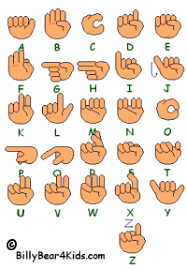 A B C D E
F G H I J
K L M N O
P Q R S T
U V W X Y
Z
Z
© BillyBear4Kids.com